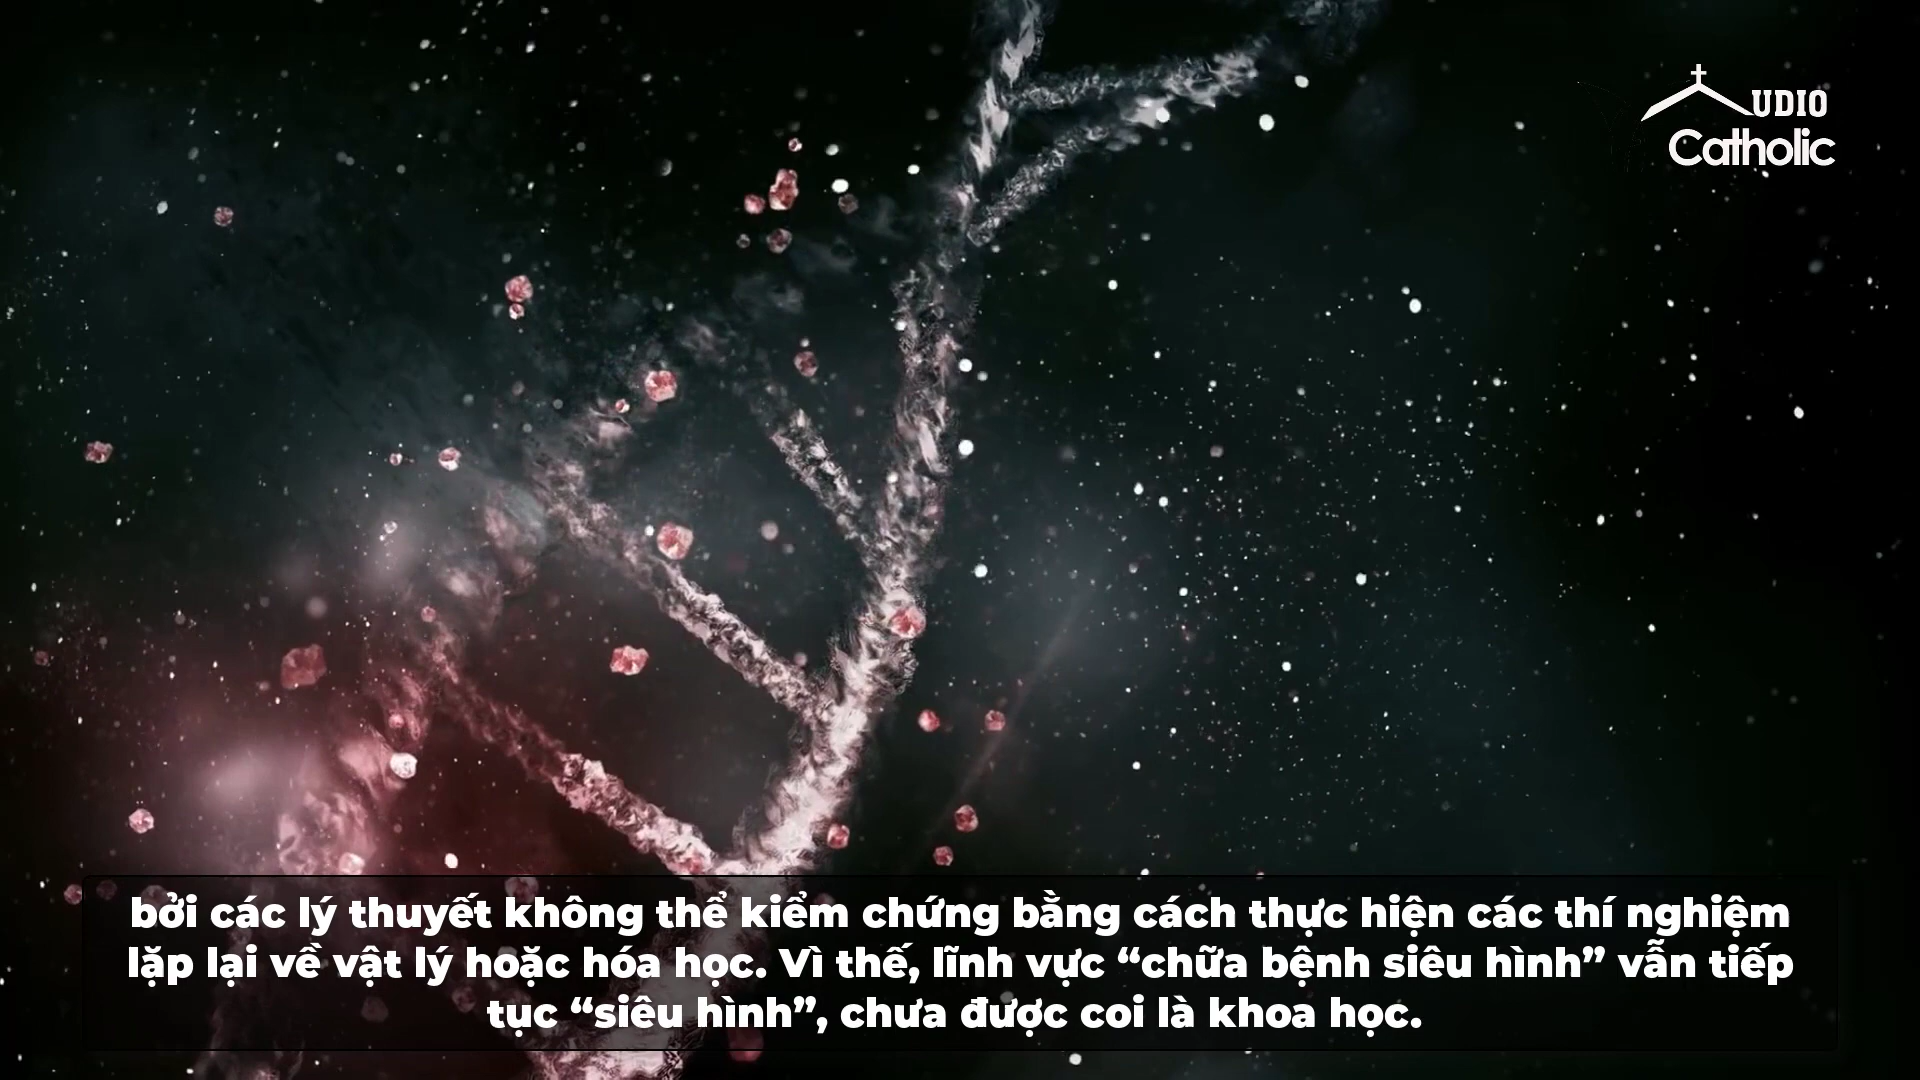 UDIO
Catholic
bởi các lý thuyết không thể kiểm chứng bằng cách thực hiện các thí nghiệm
lặp lại về vật lý hoặc hóa học. Vì thế, lĩnh vực “chữa bệnh siêu hình” vẫn tiếp
tục “siêu hình”, chưa được coi là khoa học.